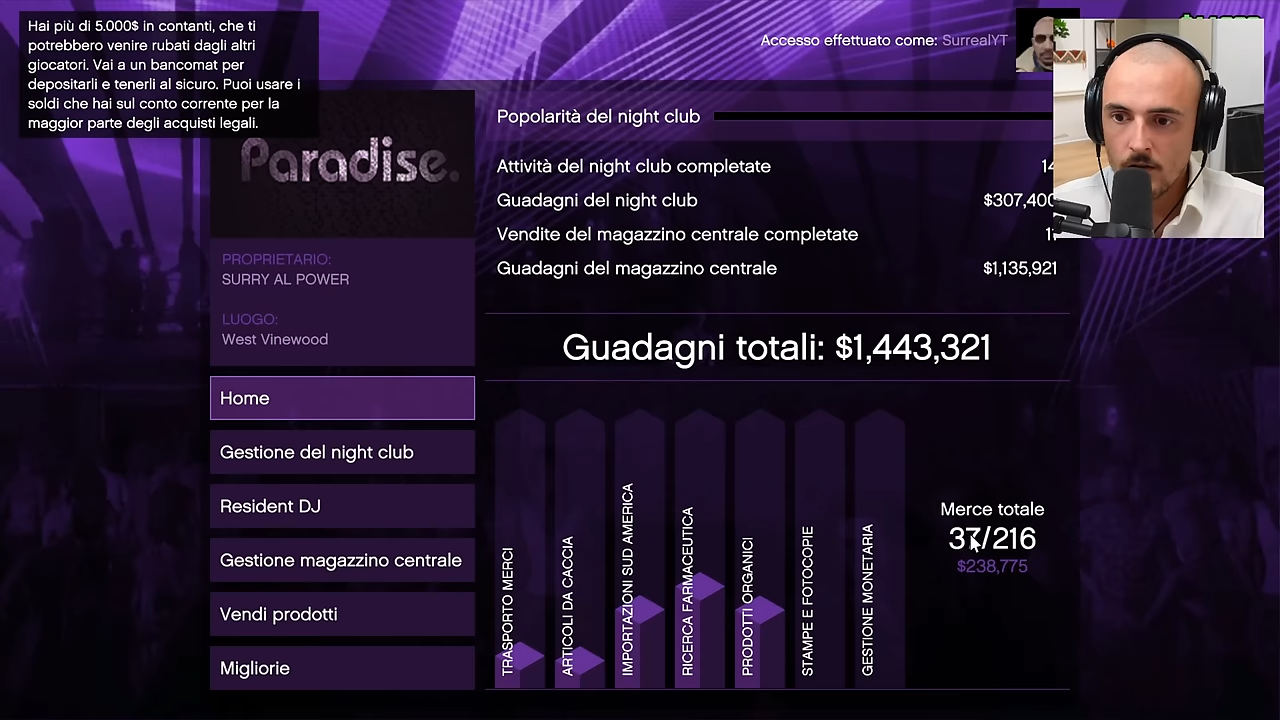 Hai più di 5.000$ in contanti, che ti
potrebbero venire rubati dagli altri
giocatori. Vai a un bancomat per
depositarli e tenerli al sicuro. Puoi usare i
soldi che hai sul conto corrente per la
maggior parte degli acquisti legali.
Accesso effettuato come: SurrealYT
Paradise.
PROPRIETARIO:
SURRY AL POWER
LUOGO:
West Vinewood
Home
Gestione del night club
Resident DJ
Gestione magazzino centrale
Vendi prodotti
Migliorie
Popolarità del night club
Attività del night club completate
Guadagni del night club $307,400
Vendite del magazzino centrale completate
Guadagni del magazzino centrale $1,135,921
Guadagni totali: $1,443,321
TRASPORTO MERCI
ARTICOLI DA CACCIA
IMPORTAZIONI SUD AMERICA
RICERCA FARMACEUTICA
PRODOTTI ORGANICI
STAMPE E FOTOCOPIE
GESTIONE MONETARIA
Merce totale
37/216
$238,775